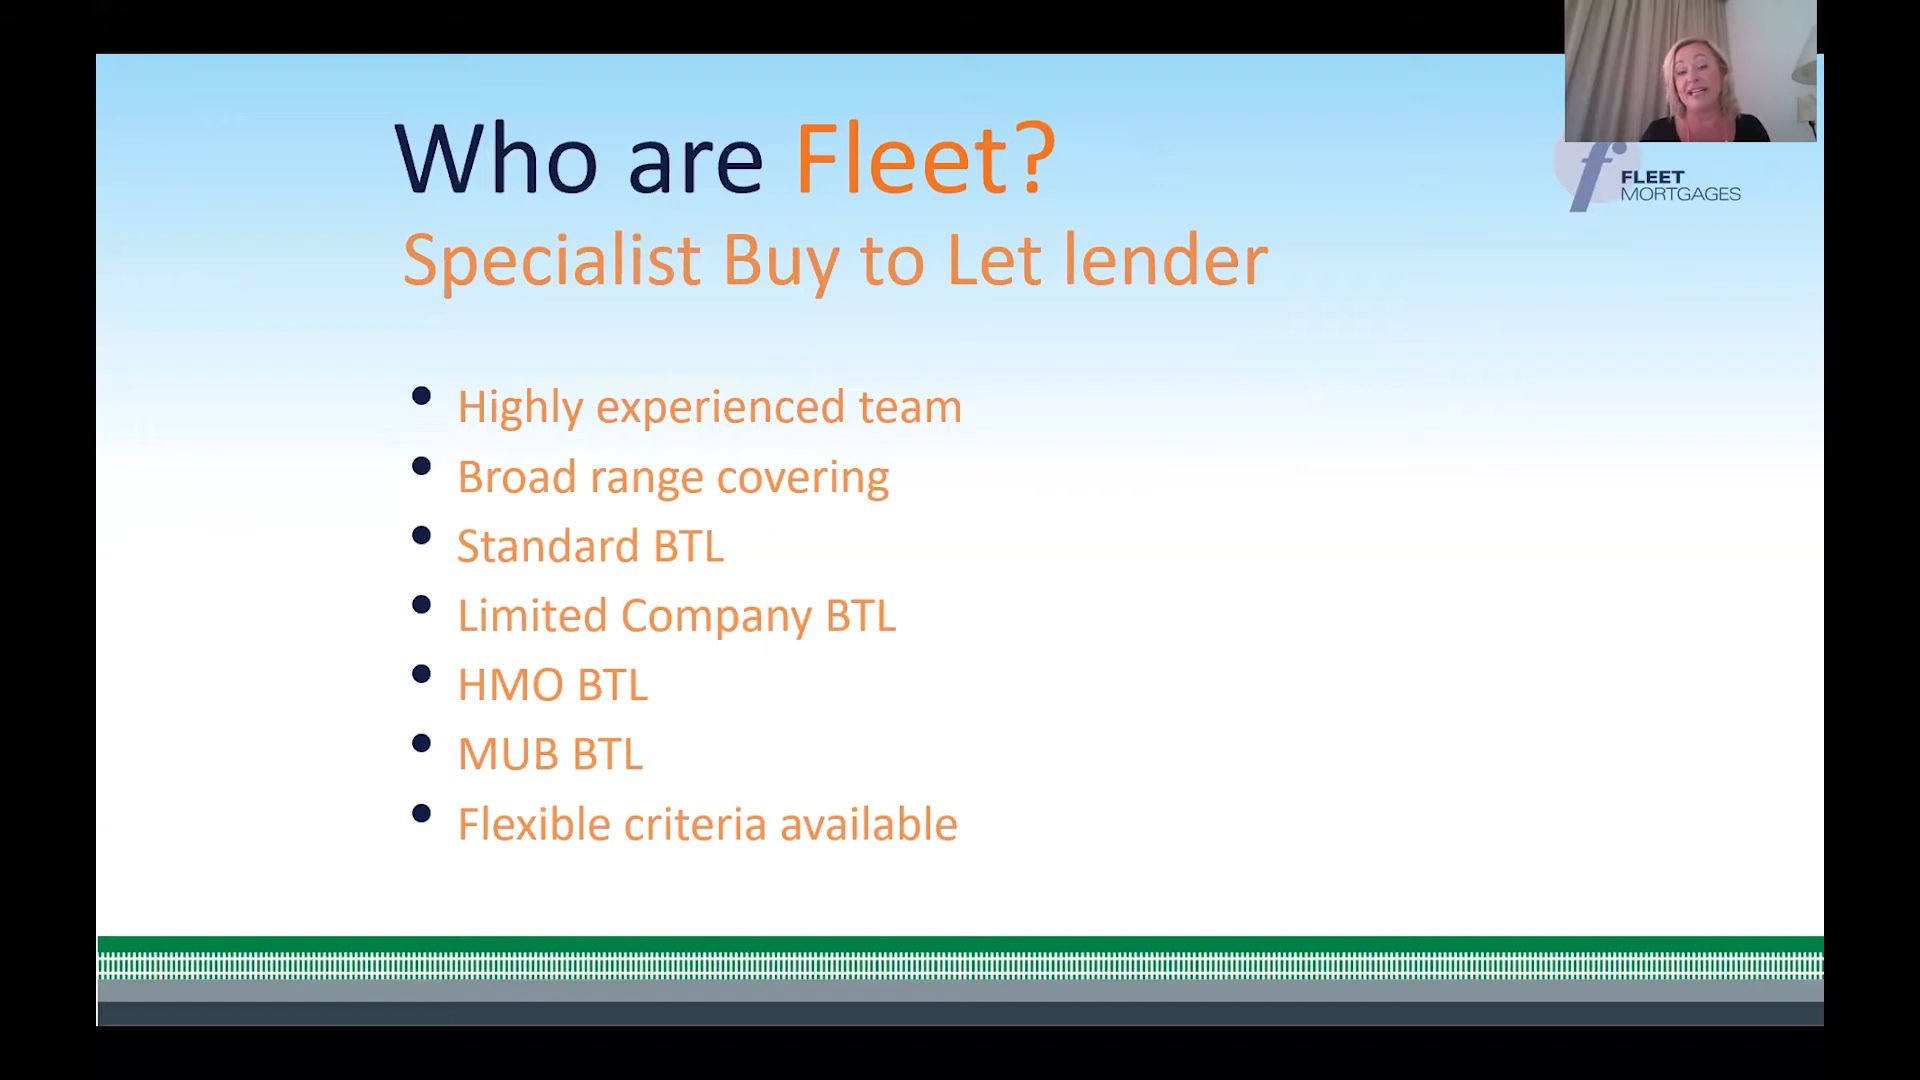 Who are Fleet?
Specialist Buy to Let lender
FLEET
MORTGAGES
• Highly experienced team
• Broad range covering
• Standard BTL
• Limited Company BTL
• HMO BTL
• MUB BTL
• Flexible criteria available